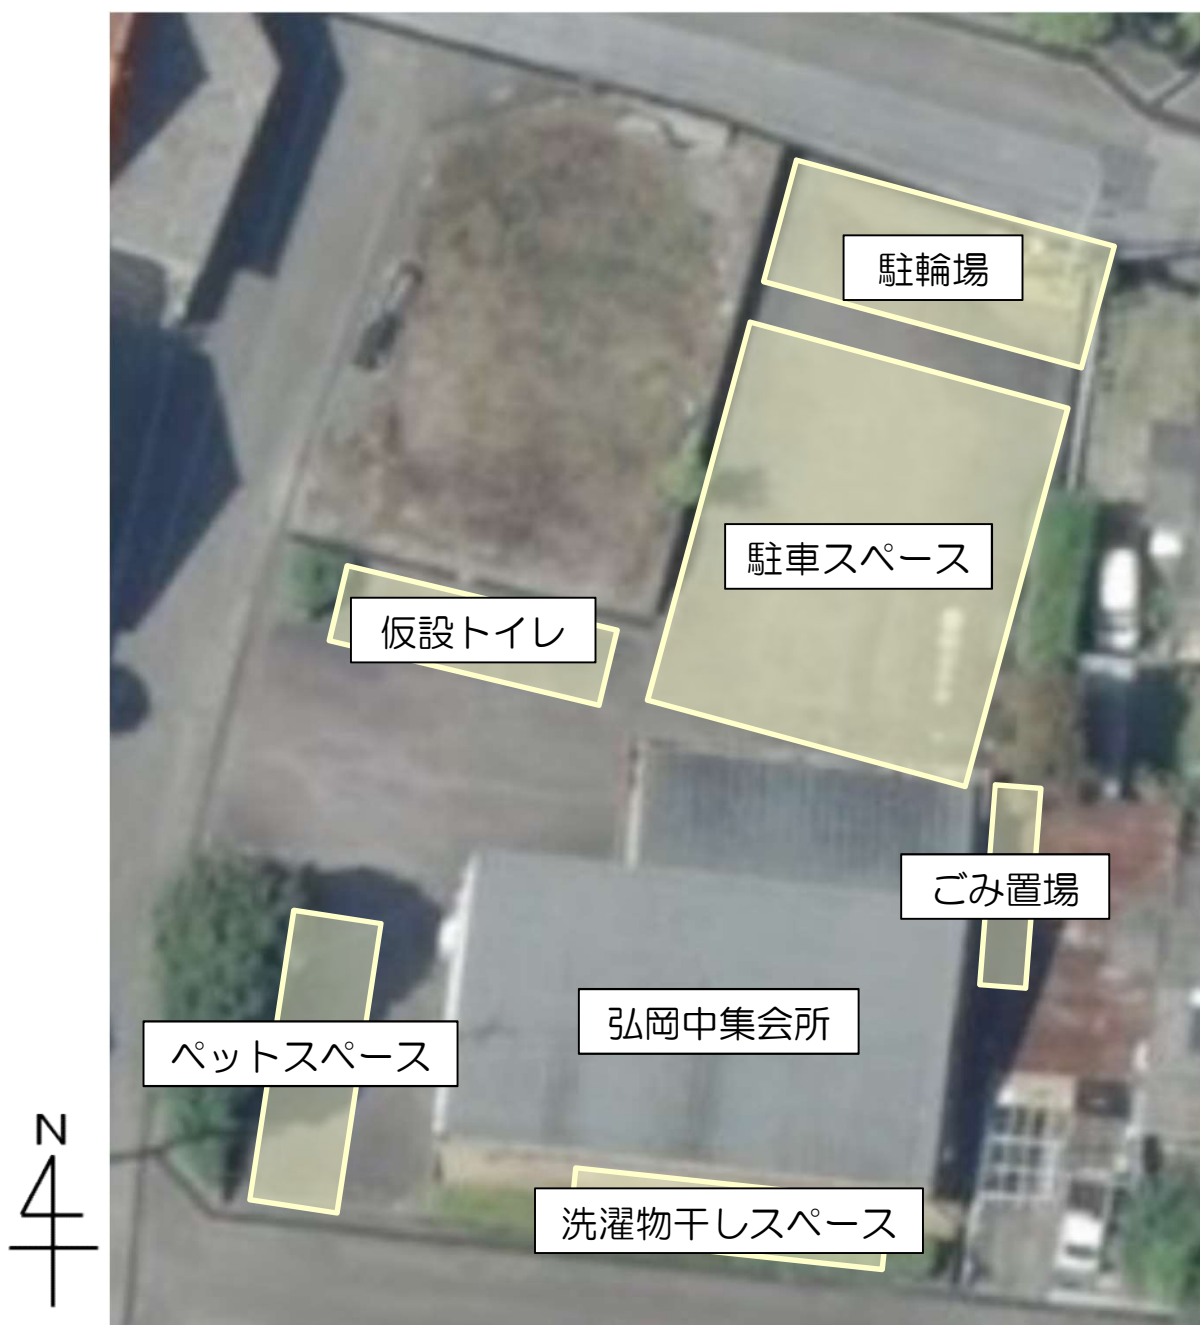 駐輪場
駐車スペース
仮設トイレ
ごみ置場
弘岡中集会所
ペットスペース
N
洗濯物干しスペース